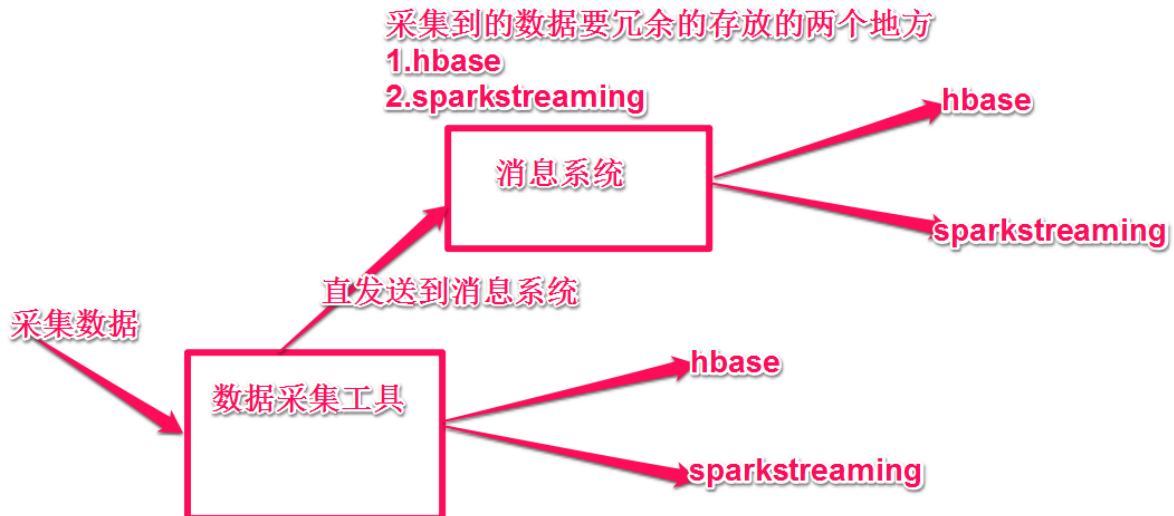 采集到的数据要冗余的存放的两个地方
1.hbase
2.sparkstreaming
hbase
消息系统
sparkstreaming
直发送到消息系统
采集数据
hbase
数据采集工具
sparkstreaming